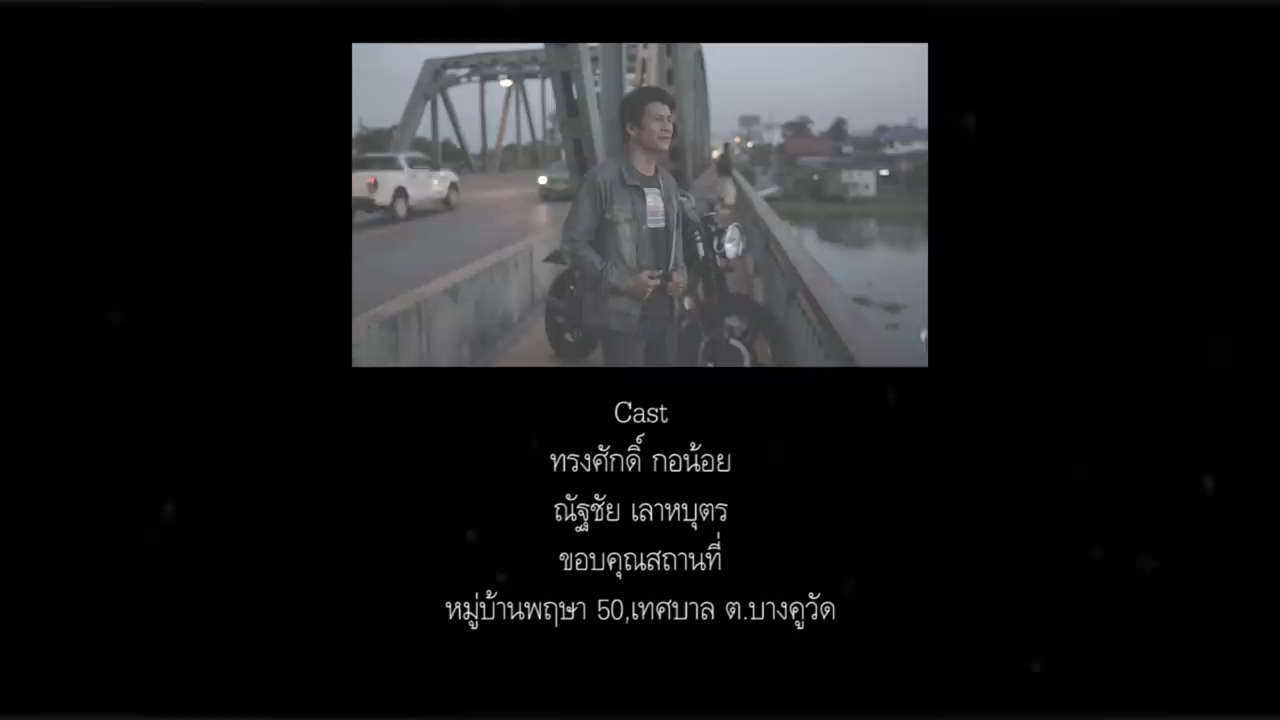 Cast
ทรงศักดิ์ กอน้อย
ณัฐชัย เลาหบุตร
ขอบคุณสถานที่
หมู่บ้านพฤษา 50,เทศบาล ต.บางคูวัด